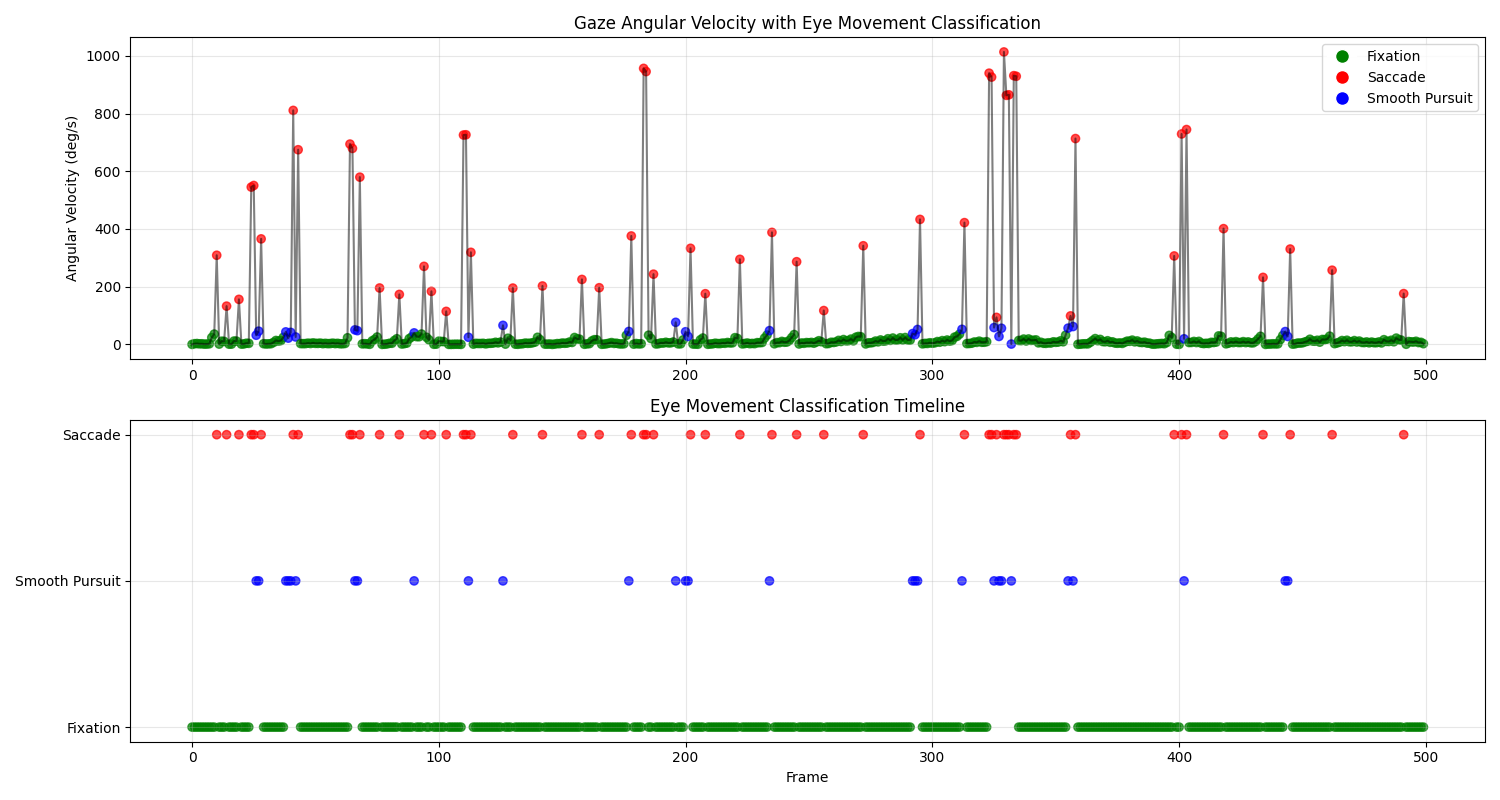 Gaze Angular Velocity with Eye Movement Classification
1000
800
600
400
200
0
Angular Velocity (deg/s)
Fixation
Saccade
Smooth Pursuit
0 100 200 300 400 500
Eye Movement Classification Timeline
Saccade
Smooth Pursuit
Fixation
0 100 200 300 400 500
Frame